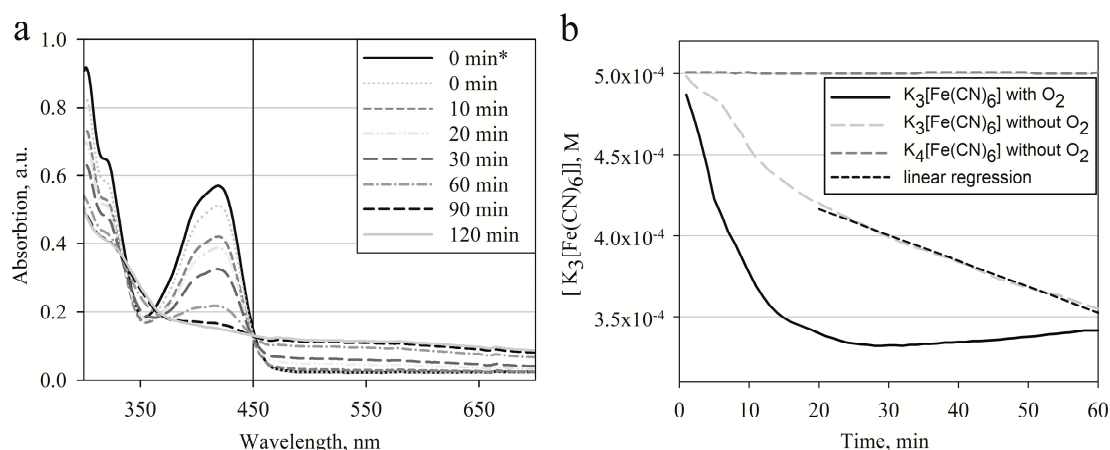 a
Absorbtion, a.u.
1.0
0.8
0.6
0.4
0.2
0.0
350
450
550
650
Wavelength, nm
0 min*
0 min
10 min
20 min
30 min
60 min
90 min
120 min
b
[K3[Fe(CN)6]], M
5.0x10⁻⁴
4.5x10⁻⁴
4.0x10⁻⁴
3.5x10⁻⁴
0
10
20
30
40
50
60
Time, min
K3[Fe(CN)6] with O2
K3[Fe(CN)6] without O2
K4[Fe(CN)6] without O2
linear regression